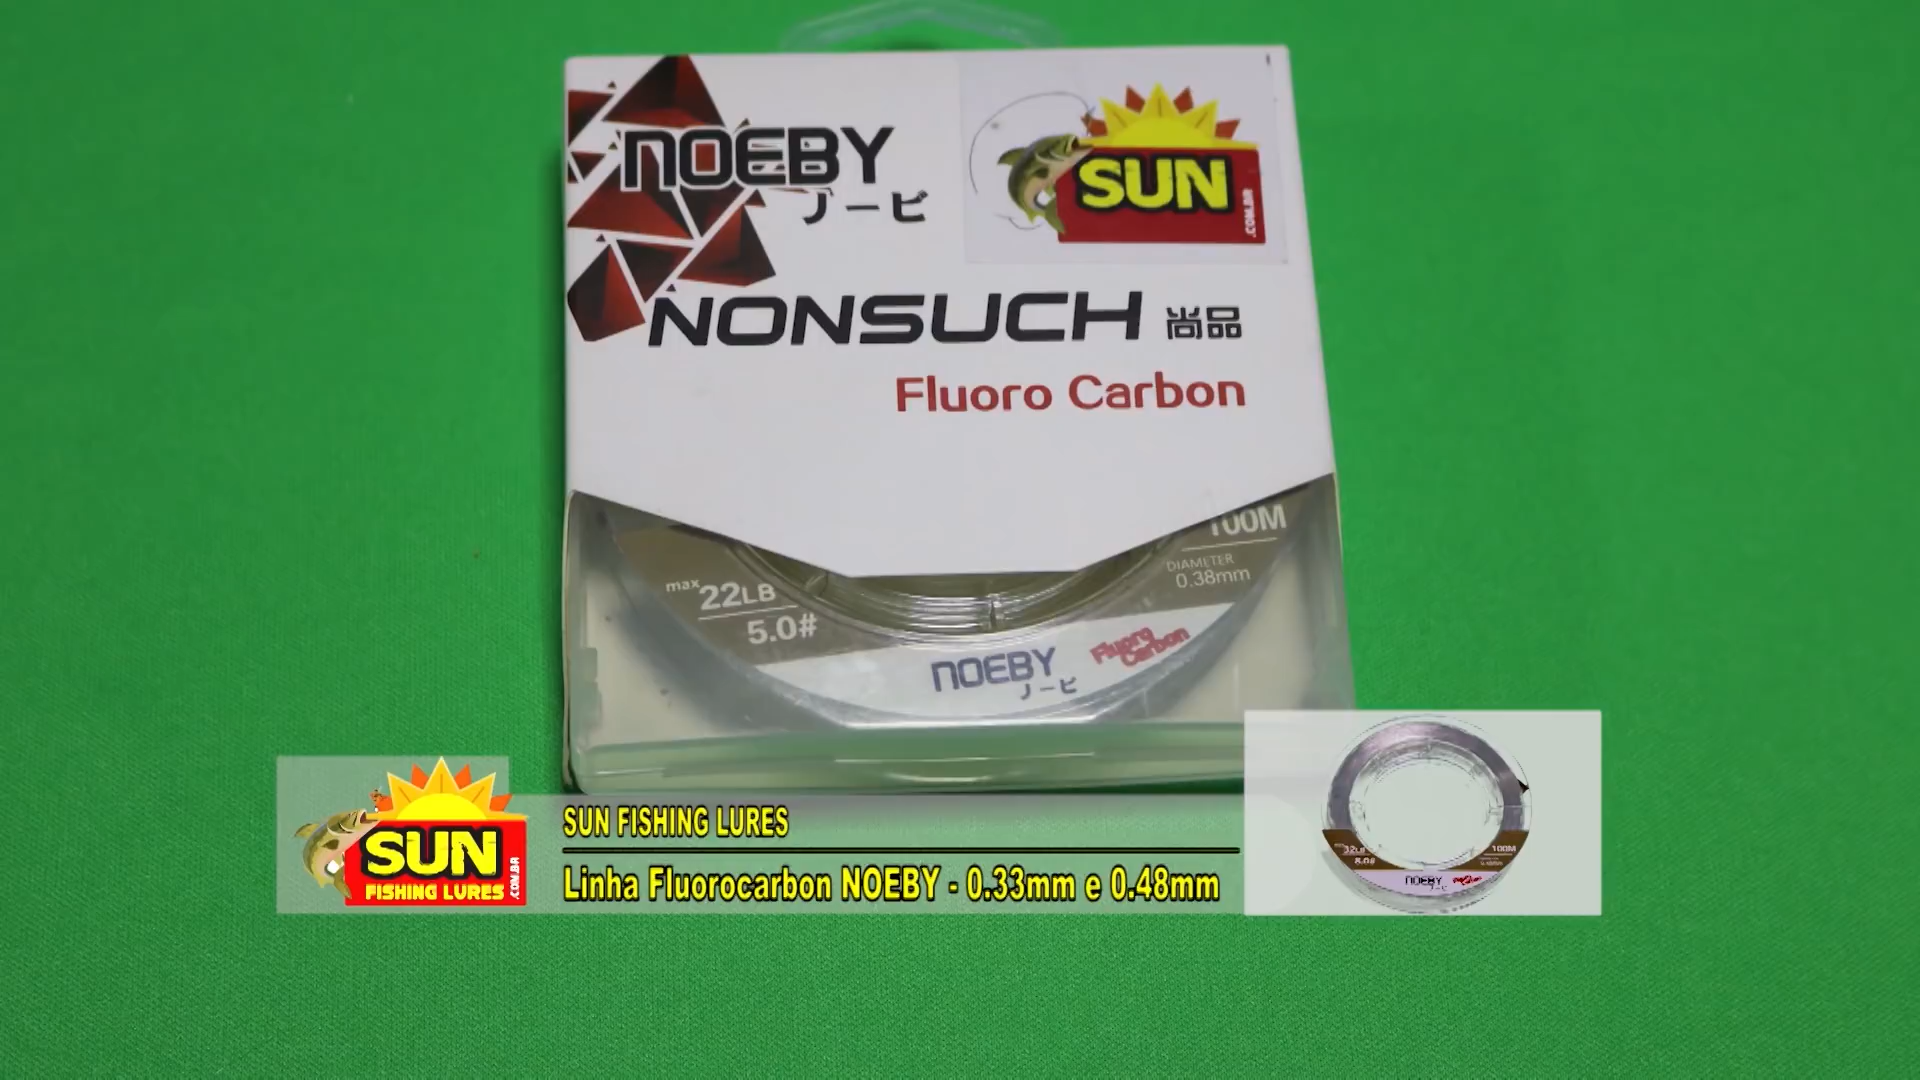 NOEBY
ノービ
SUN
.COM.BR
NONSUCH 尚品
Fluoro Carbon
max 22LB
5.0#
100M
DIAMETER
0.38mm
NOEBY
ノービ
Fluoro
Carbon
SUN
FISHING LURES
.COM.BR
SUN FISHING LURES
Linha Fluorocarbon NOEBY - 0.33mm e 0.48mm
32LB
8.0#
100M
NOEBY